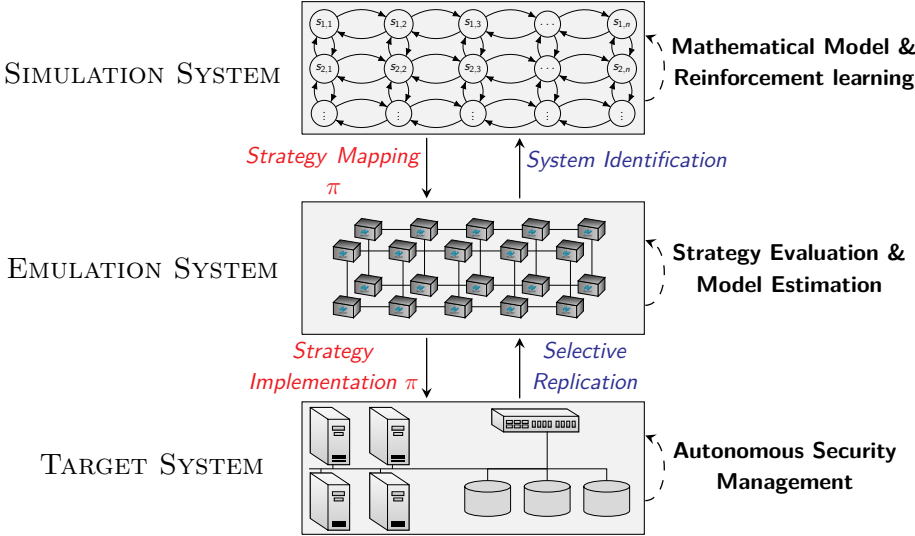 s1,1 s1,2 s1,3 ... s1,n
s2,1 s2,2 s2,3 ... s2,n
⋮ ⋮ ⋮ ⋮ ⋮
SIMULATION SYSTEM
Mathematical Model &
Reinforcement learning
Strategy Mapping
π
System Identification
EMULATION SYSTEM
Strategy Evaluation &
Model Estimation
Strategy
Implementation π
Selective
Replication
TARGET SYSTEM
Autonomous Security
Management